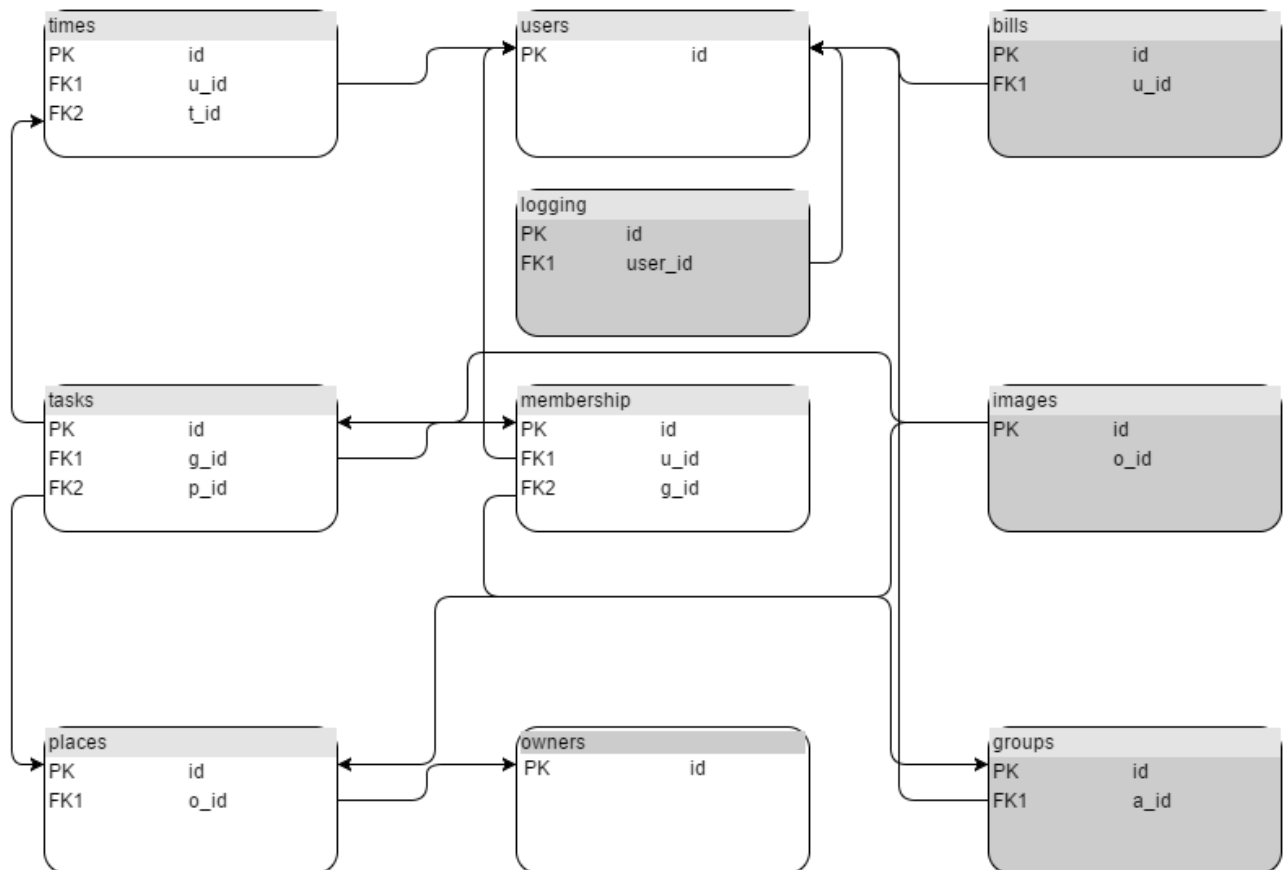 times
PK id
FK1 u_id
FK2 t_id
users
PK id
bills
PK id
FK1 u_id
logging
PK id
FK1 user_id
tasks
PK id
FK1 g_id
FK2 p_id
membership
PK id
FK1 u_id
FK2 g_id
images
PK id
o_id
places
PK id
FK1 o_id
owners
PK id
groups
PK id
FK1 a_id